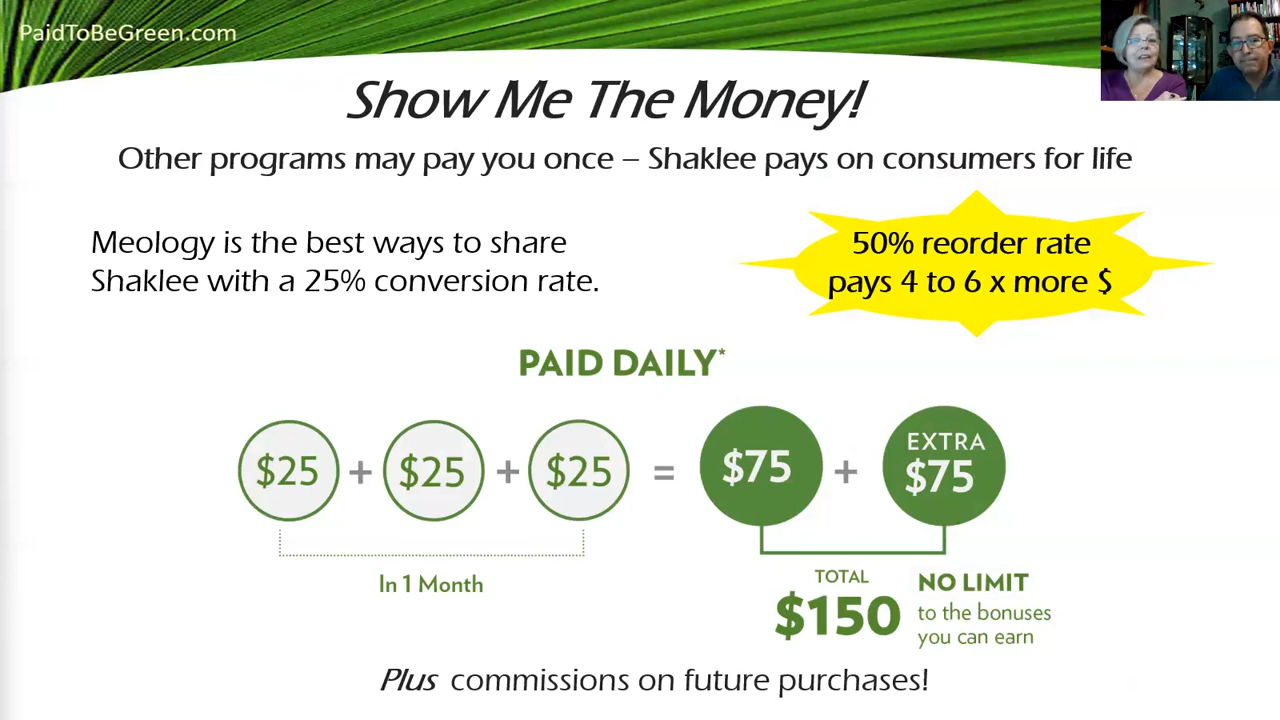 PaidToBeGreen.com
Show Me The Money!
Other programs may pay you once – Shaklee pays on consumers for life
Meology is the best ways to share
Shaklee with a 25% conversion rate.
50% reorder rate
pays 4 to 6 x more $
PAID DAILY*
$25 + $25 + $25 = $75 + EXTRA $75
In 1 Month
TOTAL
$150
NO LIMIT
to the bonuses
you can earn
Plus commissions on future purchases!